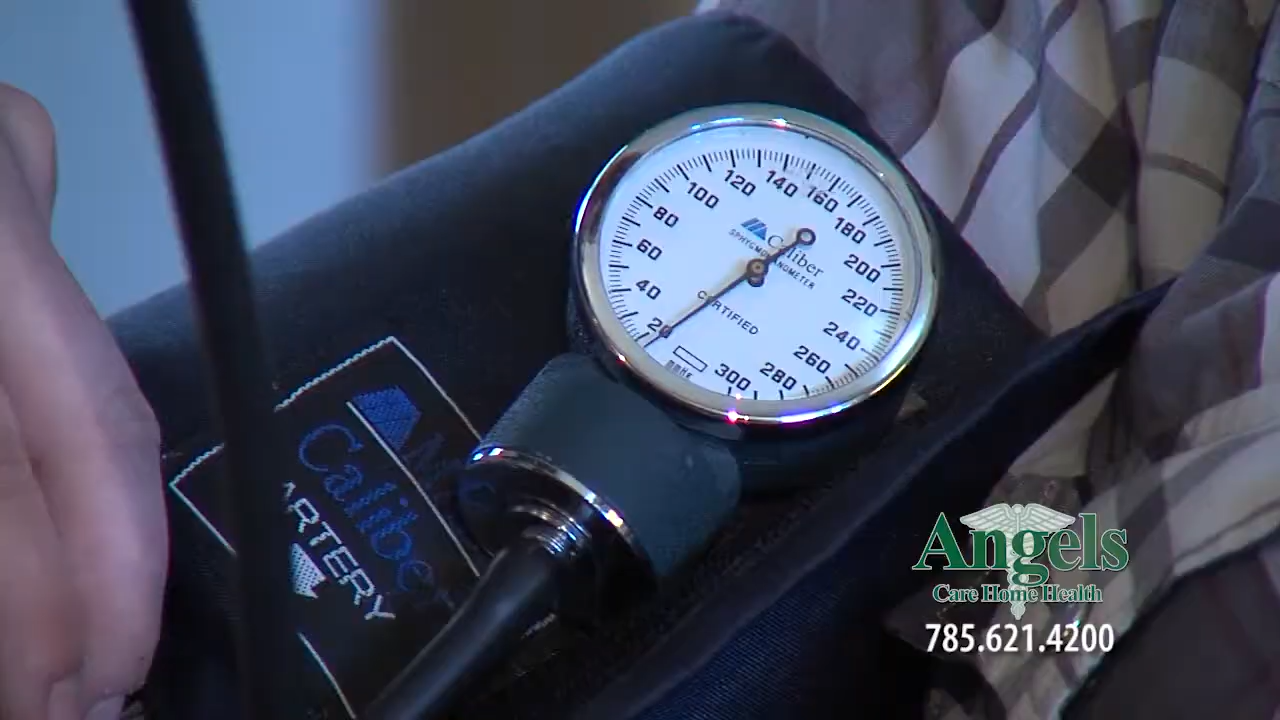 40
60
80
100
120
140
160
180
200
220
240
260
280
300
Caliber
SPHYGMOMANOMETER
CERTIFIED
mmHg
Caliber
ARTERY
Angels
Care Home Health
785.621.4200